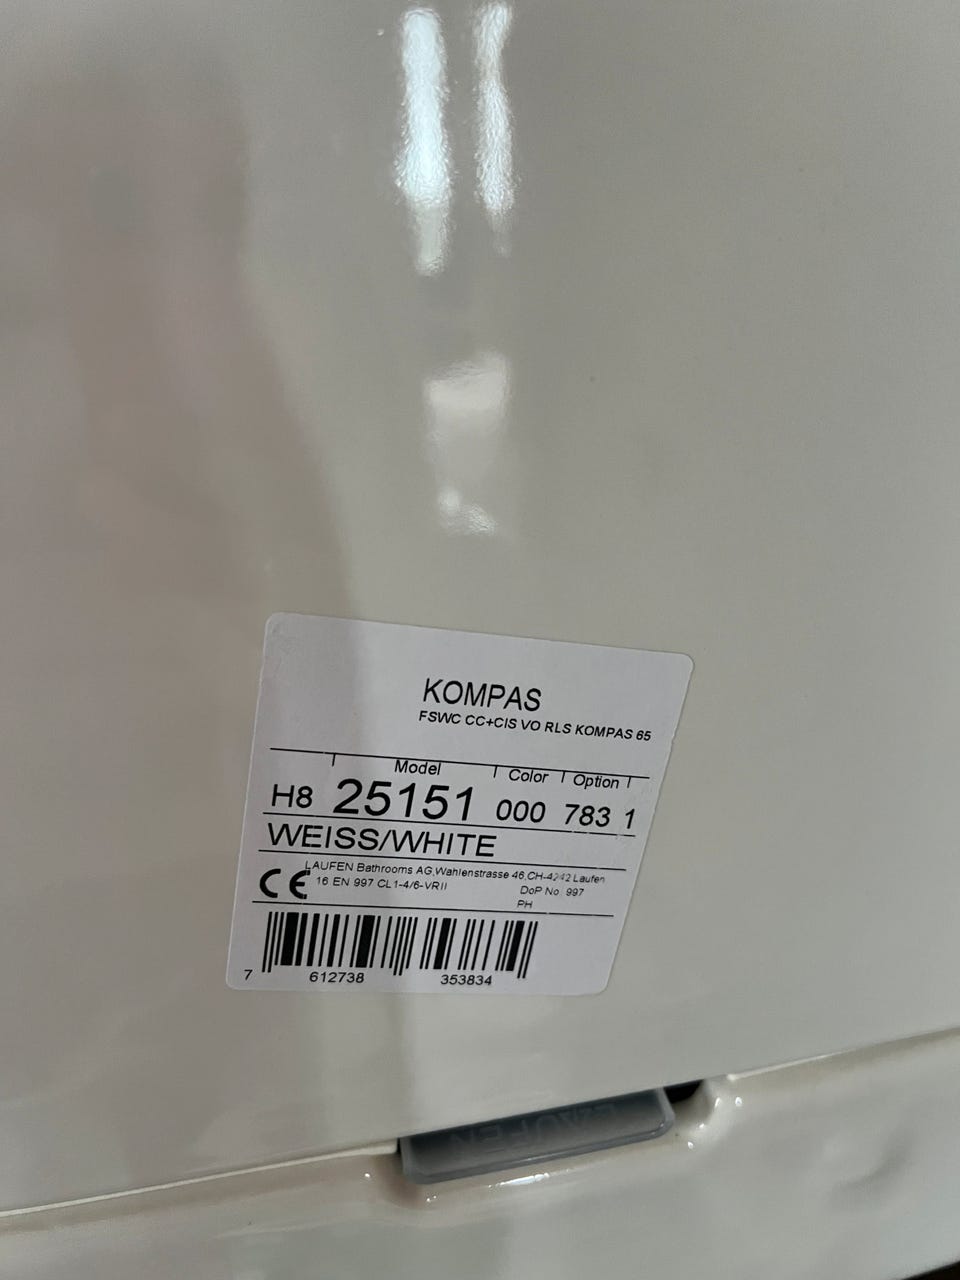 KOMPAS
FSWC CC+CIS VO RLS KOMPAS 65
Model Color Option
H8 25151 000 783 1
WEISS/WHITE
LAUFEN Bathrooms AG,Wahlenstrasse 46,CH-4242 Laufen
CE 16 EN 997 CL1-4/6-VRII DoP No. 997
PH
7 612738 353834
LAUFEN